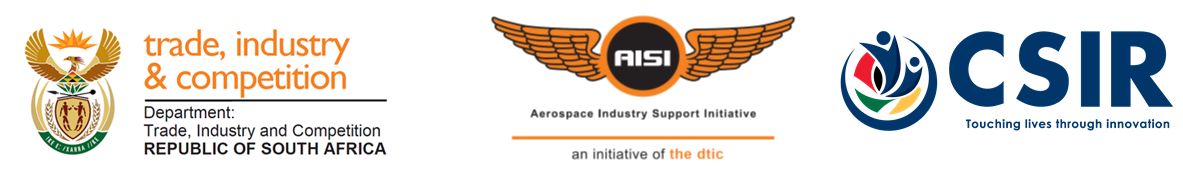 trade, industry
& competition
Department:
Trade, Industry and Competition
REPUBLIC OF SOUTH AFRICA
AISI
Aerospace Industry Support Initiative
an initiative of the dtic
CSIR
Touching lives through innovation